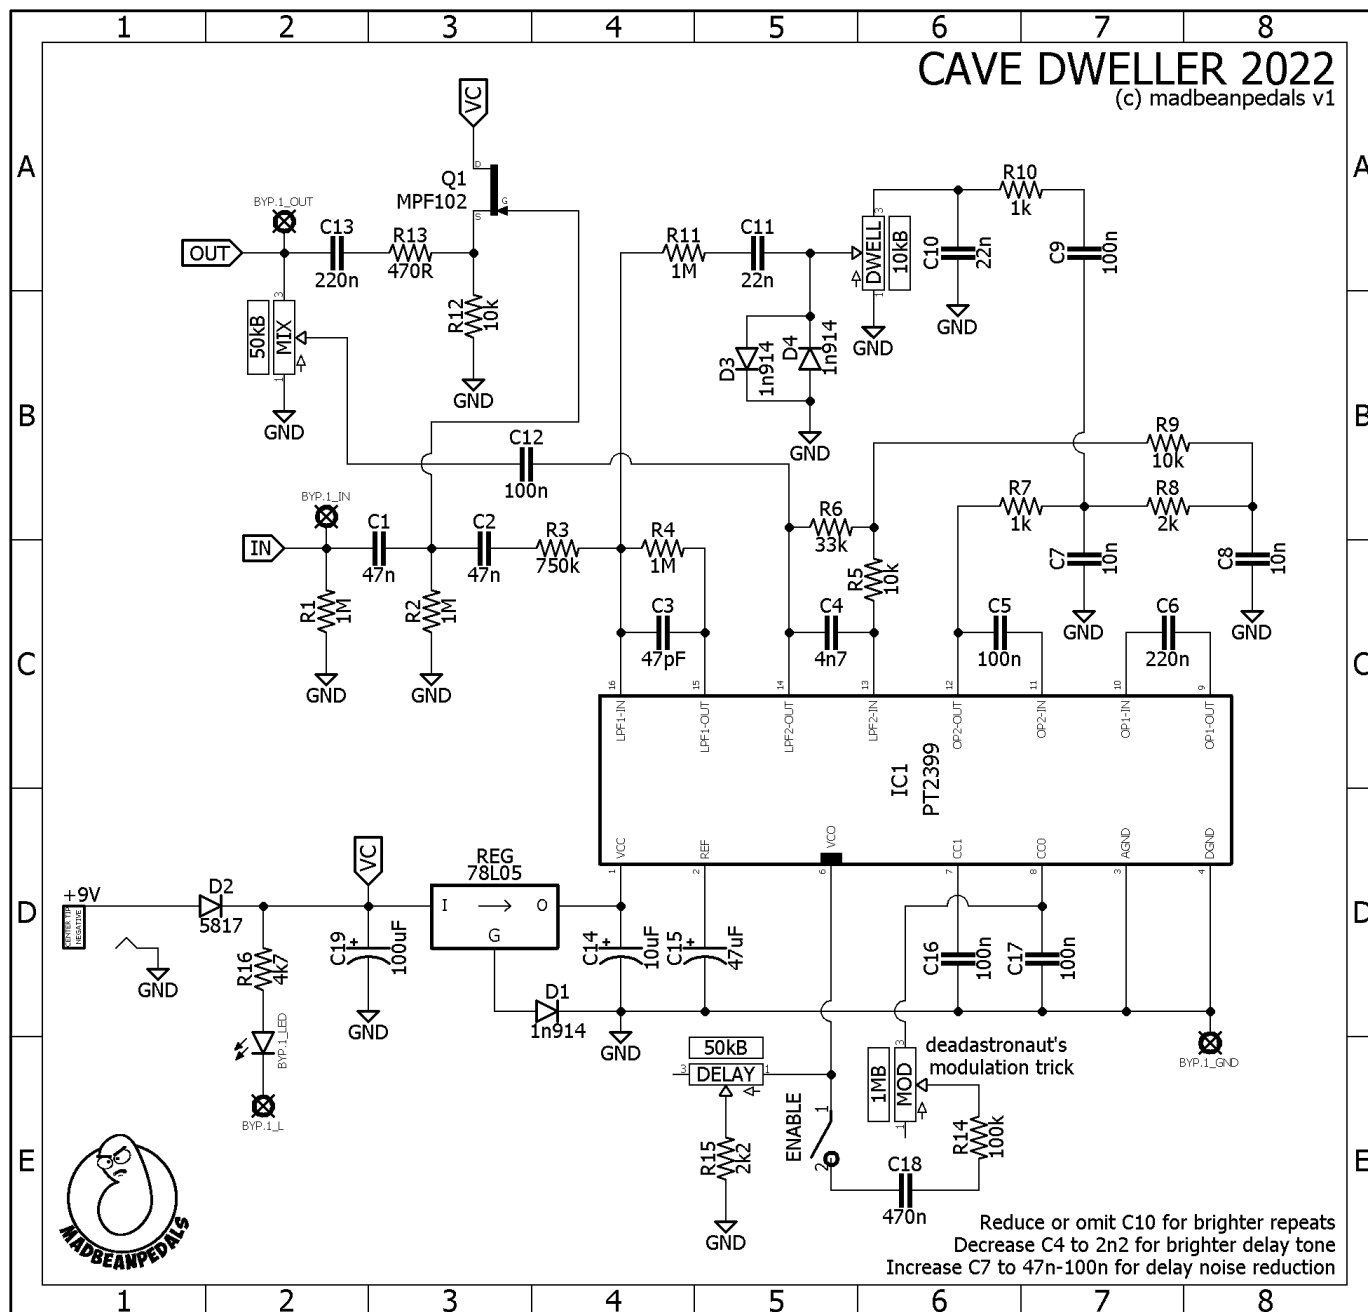 1 2 3 4 5 6 7 8
CAVE DWELLER 2022
(c) madbeanpedals v1
VC
A
A
Q1
MPF102
D
G
S
BYP.1_OUT
OUT
C13
220n
R13
470R
R12
10k
GND
R11
1M
C11
22n
DWELL
10kB
3
1
GND
C10
22n
GND
R10
1k
C9
100n
50kB
MIX
3
1
GND
D3
1n914
D4
1n914
GND
B
B
C12
100n
R9
10k
BYP.1_IN
IN
C1
47n
C2
47n
R3
750k
R4
1M
R6
33k
R5
10k
R7
1k
R8
2k
C7
10n
GND
C8
10n
GND
R1
1M
GND
R2
1M
GND
C3
47pF
C4
4n7
C5
100n
C6
220n
C
C
16
15
14
13
12
11
10
9
LPF1-IN
LPF1-OUT
LPF2-OUT
LPF2-IN
OP2-OUT
OP2-IN
OP1-IN
OP1-OUT
IC1
PT2399
VCC
REF
VCO
CC1
CC0
AGND
DGND
1
2
6
7
8
3
4
VC
REG
78L05
I
O
G
+9V
CENTER TIP
NEGATIVE
GND
D2
5817
D
D
R16
4k7
C19
+
100uF
GND
D1
1n914
C14
+
10uF
GND
C15
+
47uF
C16
100n
C17
100n
BYP.1_LED
BYP.1_L
BYP.1_GND
50kB
3
DELAY
1
R15
2k2
GND
ENABLE
1
2
1MB
MOD
3
1
deadastronaut's
modulation trick
R14
100k
C18
470n
E
E
MADBEANPEDALS
Reduce or omit C10 for brighter repeats
Decrease C4 to 2n2 for brighter delay tone
Increase C7 to 47n-100n for delay noise reduction
1 2 3 4 5 6 7 8